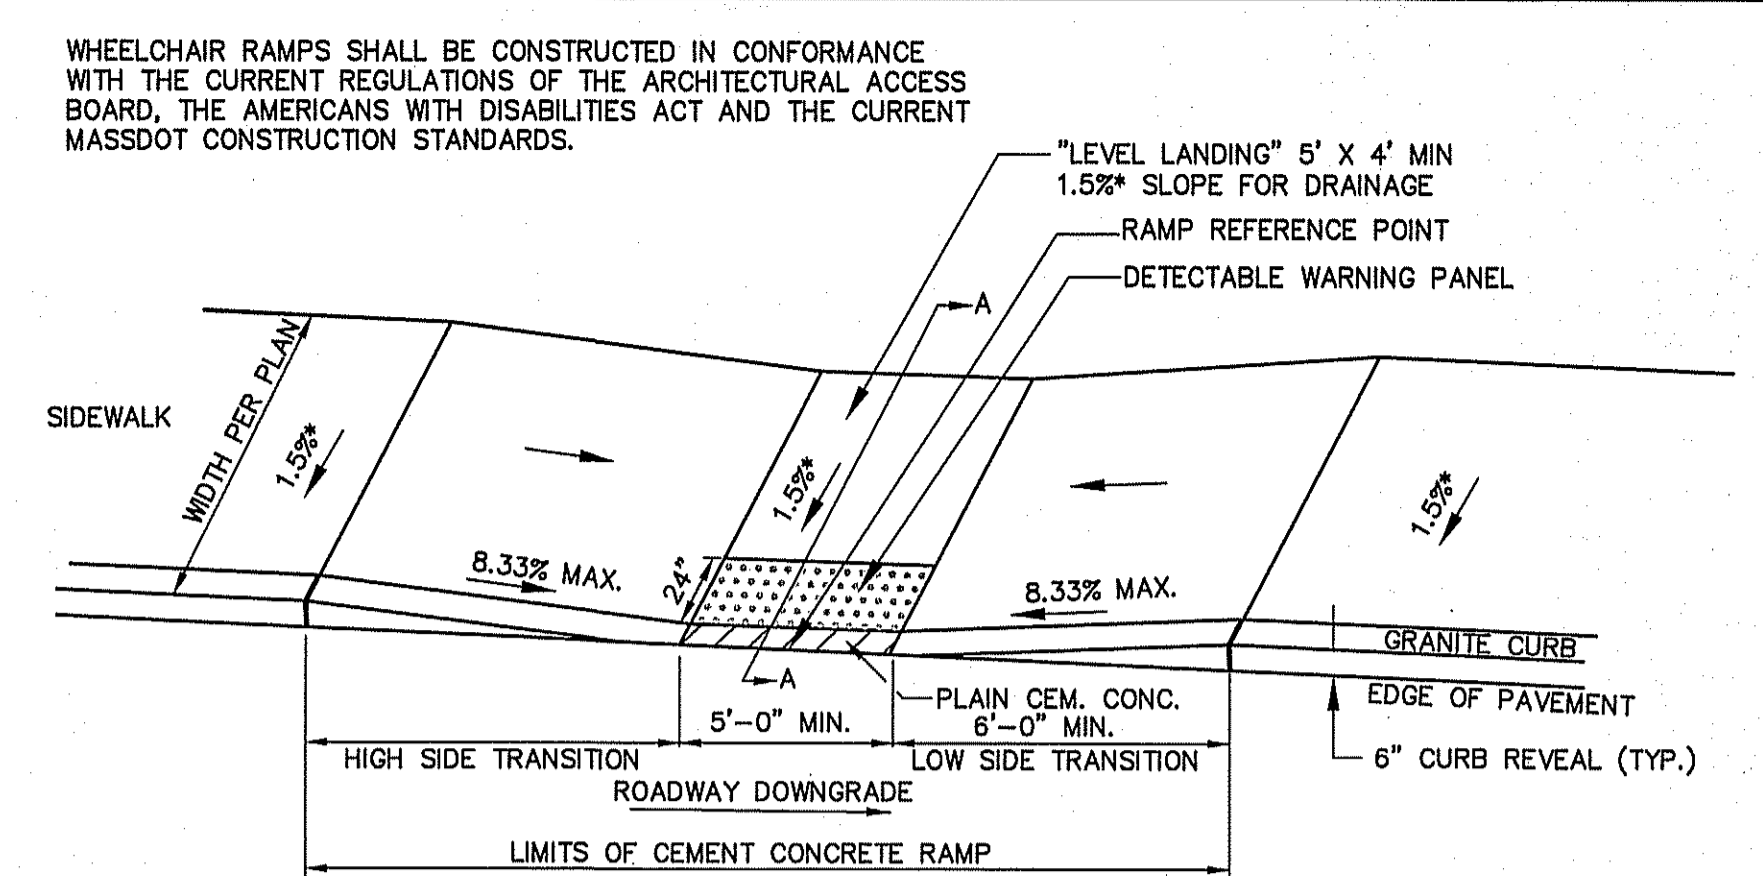 WHEELCHAIR RAMPS SHALL BE CONSTRUCTED IN CONFORMANCE
WITH THE CURRENT REGULATIONS OF THE ARCHITECTURAL ACCESS
BOARD, THE AMERICANS WITH DISABILITIES ACT AND THE CURRENT
MASSDOT CONSTRUCTION STANDARDS.
"LEVEL LANDING" 5' X 4' MIN
1.5%* SLOPE FOR DRAINAGE
RAMP REFERENCE POINT
DETECTABLE WARNING PANEL
A
SIDEWALK
WIDTH PER PLAN
1.5%*
1.5%*
1.5%*
8.33% MAX.
24"
8.33% MAX.
GRANITE CURB
A
PLAIN CEM. CONC.
EDGE OF PAVEMENT
5'-0" MIN.
6'-0" MIN.
HIGH SIDE TRANSITION
LOW SIDE TRANSITION
6" CURB REVEAL (TYP.)
ROADWAY DOWNGRADE
LIMITS OF CEMENT CONCRETE RAMP